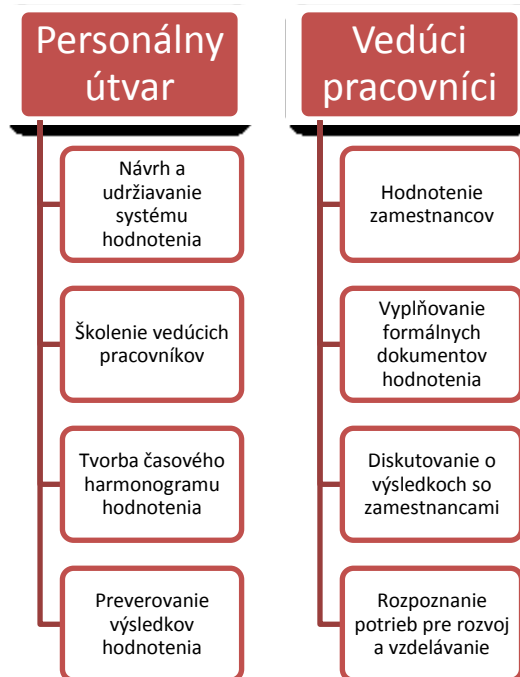 Personálny
útvar
Návrh a
udržiavanie
systému
hodnotenia
Školenie vedúcich
pracovníkov
Tvorba časového
harmonogramu
hodnotenia
Preverovanie
výsledkov
hodnotenia
Vedúci
pracovníci
Hodnotenie
zamestnancov
Vyplňovanie
formálnych
dokumentov
hodnotenia
Diskutovanie o
výsledkoch so
zamestnancami
Rozpoznanie
potrieb pre rozvoj
a vzdelávanie